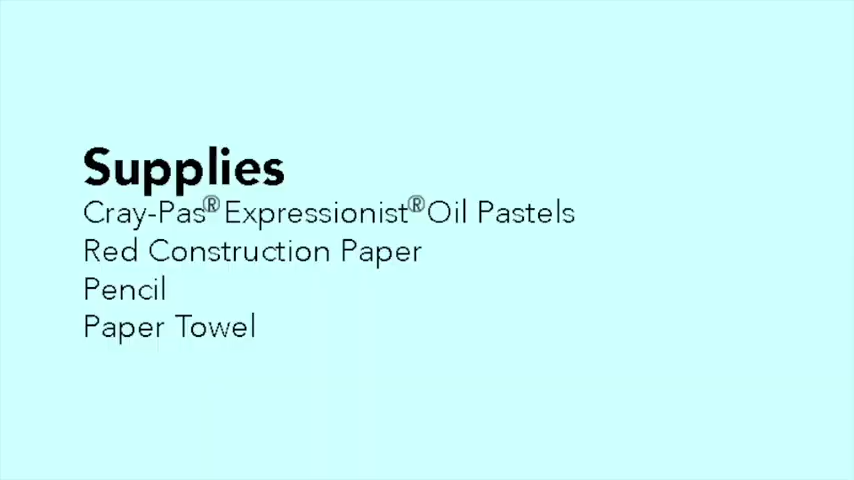 Supplies
Cray-Pas® Expressionist® Oil Pastels
Red Construction Paper
Pencil
Paper Towel